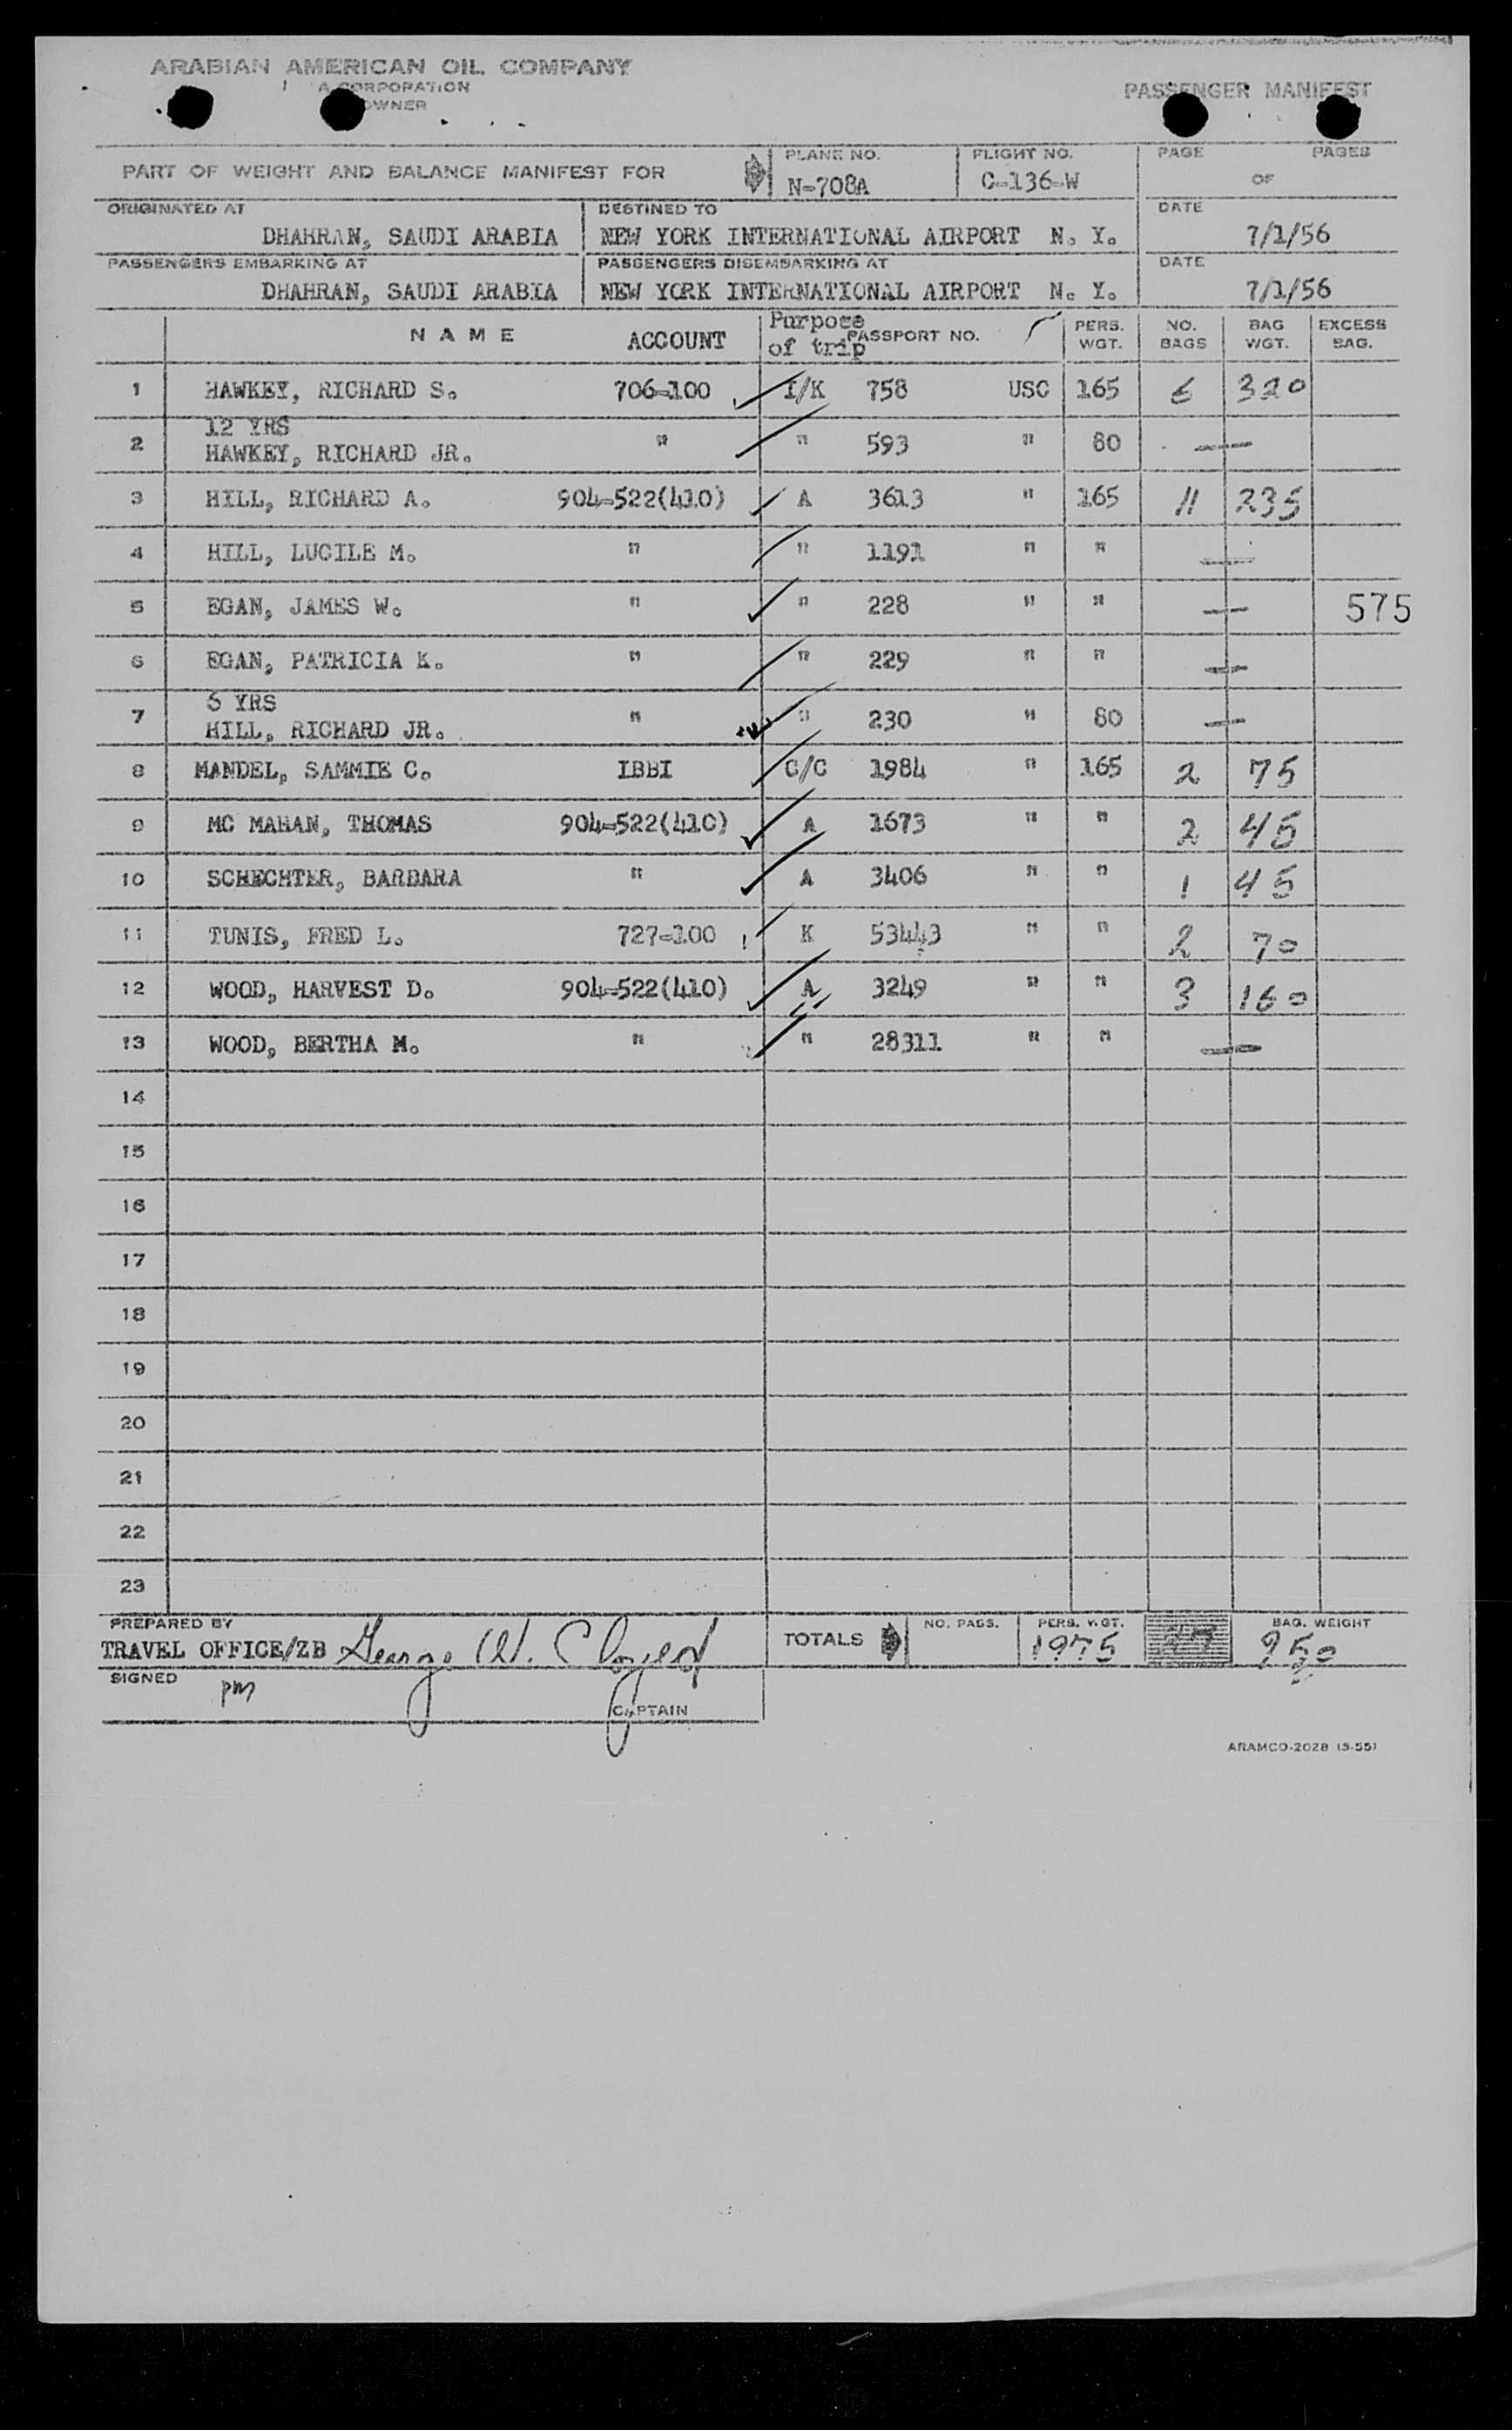 ARABIAN AMERICAN OIL COMPANY
A CORPORATION
OWNER
PASSENGER MANIFEST
PART OF WEIGHT AND BALANCE MANIFEST FOR
PLANE NO. N-708A
FLIGHT NO. C-136-W
PAGE OF PAGES
ORIGINATED AT DHAHRAN, SAUDI ARABIA
DESTINED TO NEW YORK INTERNATIONAL AIRPORT N. Y.
DATE 7/1/56
PASSENGERS EMBARKING AT DHAHRAN, SAUDI ARABIA
PASSENGERS DISEMBARKING AT NEW YORK INTERNATIONAL AIRPORT N. Y.
DATE 7/1/56
NAME ACCOUNT Purpose of trip PASSPORT NO. PERS. WGT. NO. BAGS BAG WGT. EXCESS BAG.
1 HAWKEY, RICHARD S. 706-100 I/K 758 USC 165 6 320
12 YRS
2 HAWKEY, RICHARD JR. " " 593 " 80 —
3 HILL, RICHARD A. 904-522(410) A 3613 " 165 11 235
4 HILL, LUCILE M. " " 1191 " " —
5 EGAN, JAMES W. " " 228 " " — 575
6 EGAN, PATRICIA K. " " 229 " " —
6 YRS
7 HILL, RICHARD JR. " " 230 " 80 —
8 MANDEL, SAMMIE C. IBBI C/C 1984 " 165 2 75
9 MC MAHAN, THOMAS 904-522(410) A 1673 " " 2 45
10 SCHECHTER, BARBARA " A 3406 " " 1 45
11 TUNIS, FRED L. 727-100 K 53443 " " 2 70
12 WOOD, HARVEST D. 904-522(410) A 3249 " " 3 160
13 WOOD, BERTHA M. " " 28311 " " —
14
15
16
17
18
19
20
21
22
23
PREPARED BY
TRAVEL OFFICE/ZB George W. Cloyed
TOTALS NO. PASS. PERS. WGT. 1975 27 BAG. WEIGHT 950
SIGNED pm
CAPTAIN
ARAMCO-2028 (3-55)